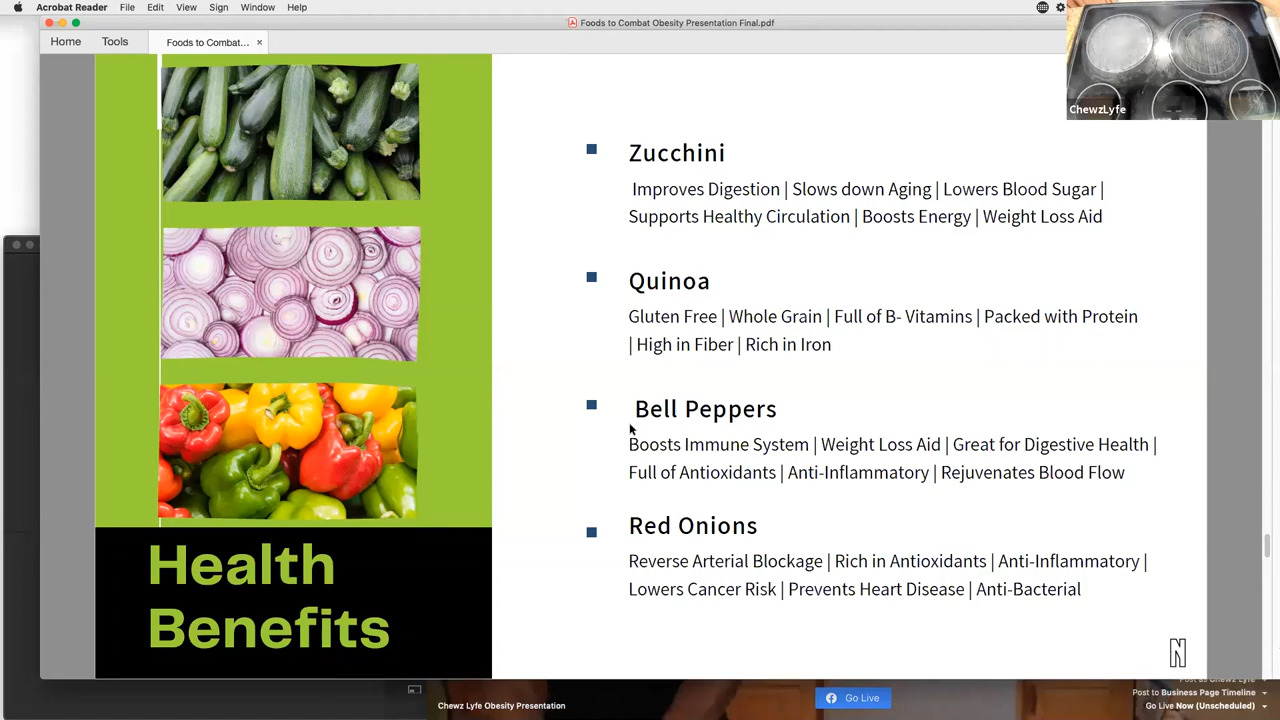 Acrobat Reader File Edit View Sign Window Help
Foods to Combat Obesity Presentation Final.pdf
Home Tools Foods to Combat... ×
ChewzLyfe
Zucchini
Improves Digestion | Slows down Aging | Lowers Blood Sugar |
Supports Healthy Circulation | Boosts Energy | Weight Loss Aid
Quinoa
Gluten Free | Whole Grain | Full of B- Vitamins | Packed with Protein
| High in Fiber | Rich in Iron
Bell Peppers
Boosts Immune System | Weight Loss Aid | Great for Digestive Health |
Full of Antioxidants | Anti-Inflammatory | Rejuvenates Blood Flow
Red Onions
Reverse Arterial Blockage | Rich in Antioxidants | Anti-Inflammatory |
Lowers Cancer Risk | Prevents Heart Disease | Anti-Bacterial
Health
Benefits
N
Chewz Lyfe Obesity Presentation
Go Live
Post as Chewz Lyfe
Post to Business Page Timeline
Go Live Now (Unscheduled)